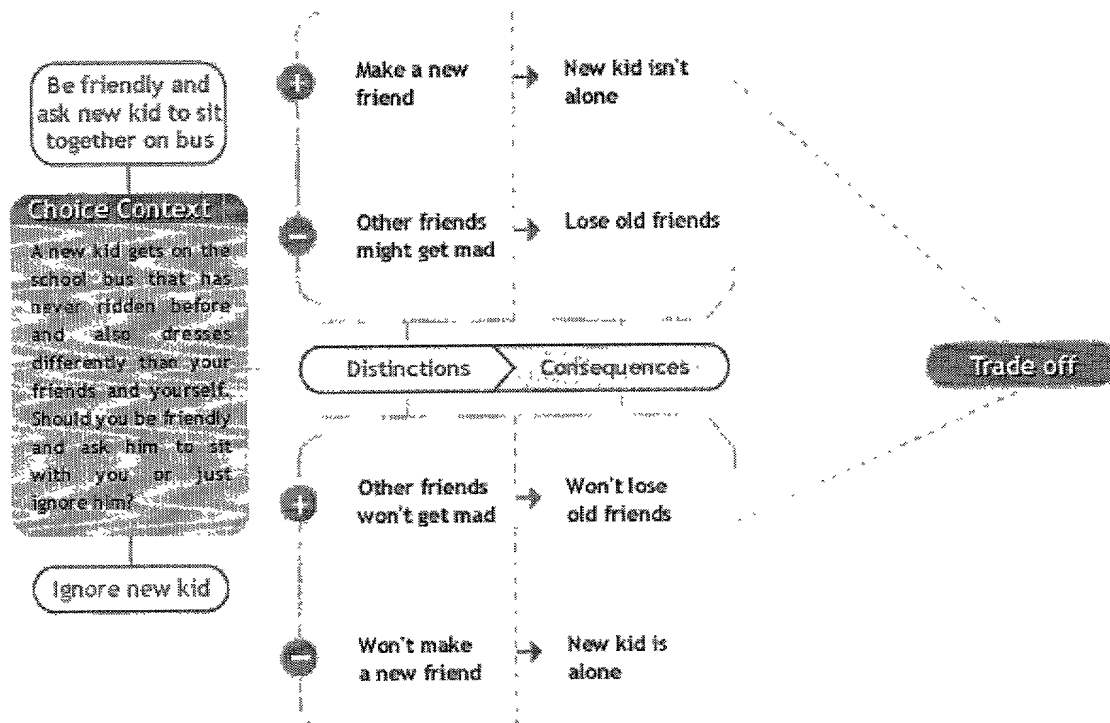 Be friendly and
ask new kid to sit
together on bus
Choice Context
A new kid gets on the
school bus that has
never ridden before
and also dresses
differently than your
friends and yourself.
Should you be friendly
and ask him to sit
with you or just
ignore him?
Ignore new kid
+
Make a new
friend
New kid isn't
alone
−
Other friends
might get mad
Lose old friends
Distinctions
Consequences
+
Other friends
won't get mad
Won't lose
old friends
−
Won't make
a new friend
New kid is
alone
Trade off